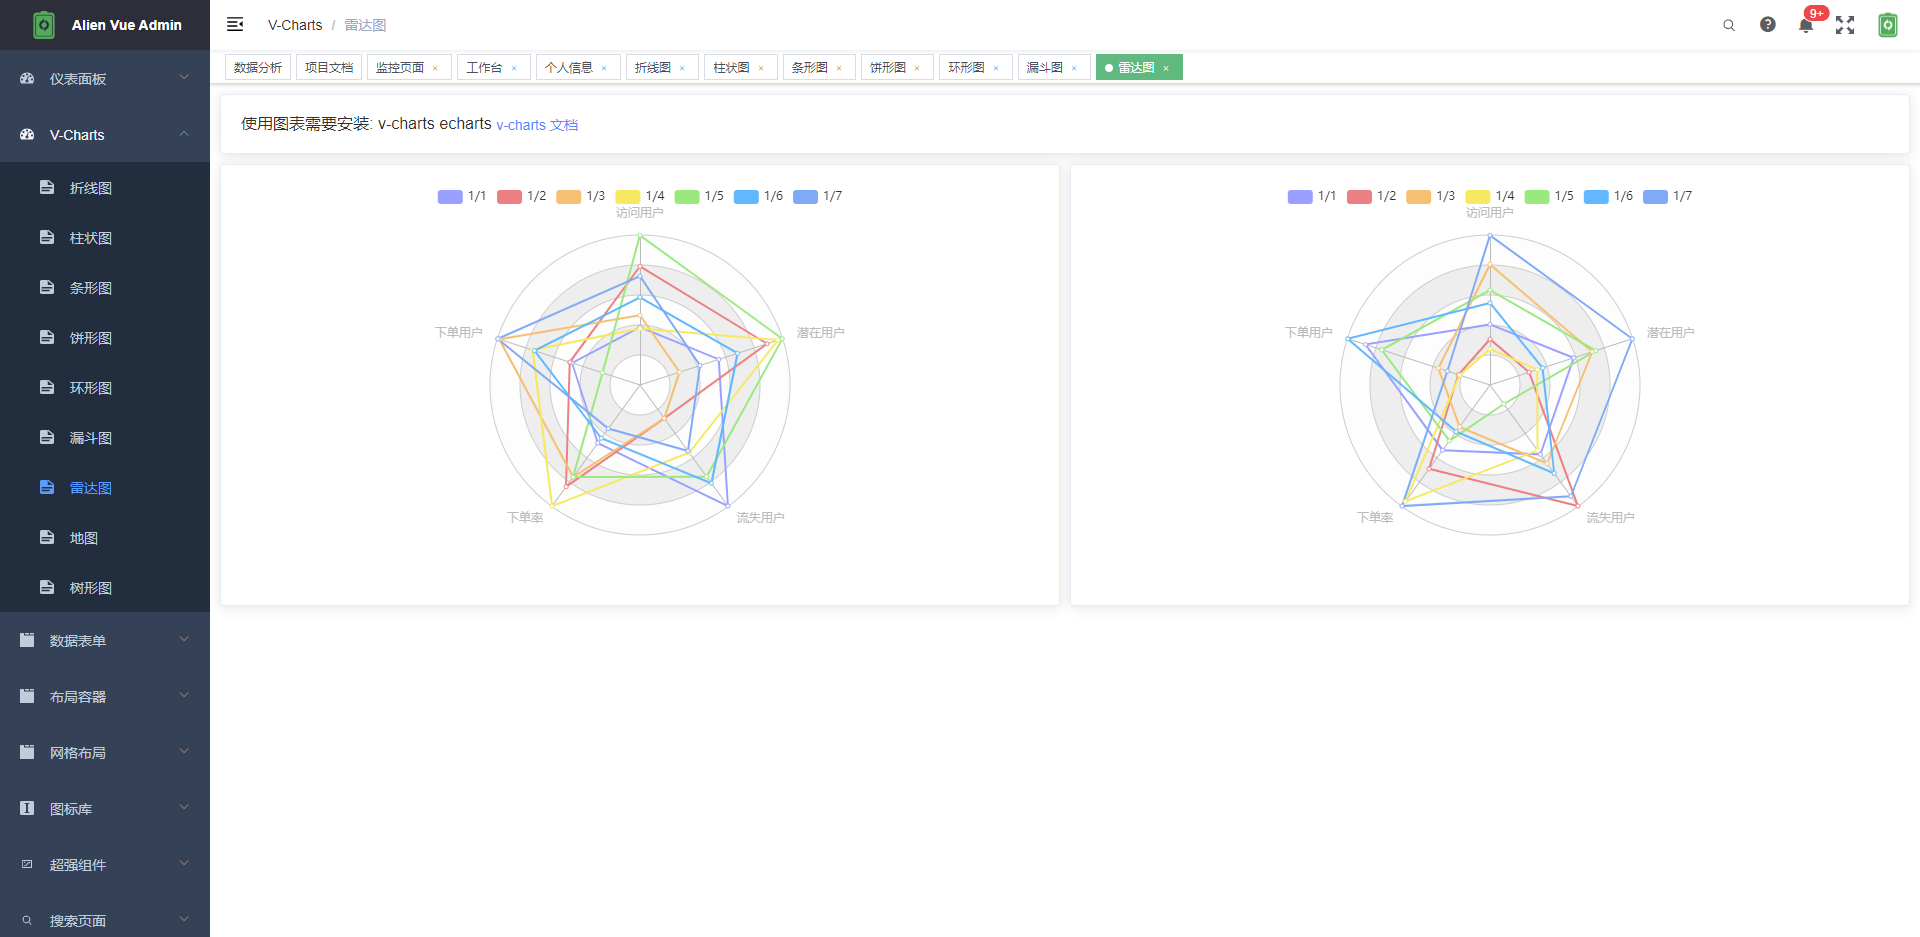 Alien Vue Admin
V-Charts / 雷达图
9+
数据分析 项目文档 监控页面 × 工作台 × 个人信息 × 折线图 × 柱状图 × 条形图 × 饼形图 × 环形图 × 漏斗图 × 雷达图 ×
仪表面板
V-Charts
折线图
柱状图
条形图
饼形图
环形图
漏斗图
雷达图
地图
树形图
数据表单
布局容器
网格布局
图标库
超强组件
搜索页面
使用图表需要安装: v-charts echarts v-charts 文档
1/1 1/2 1/3 1/4 1/5 1/6 1/7
访问用户
下单用户
潜在用户
下单率
流失用户
1/1 1/2 1/3 1/4 1/5 1/6 1/7
访问用户
下单用户
潜在用户
下单率
流失用户